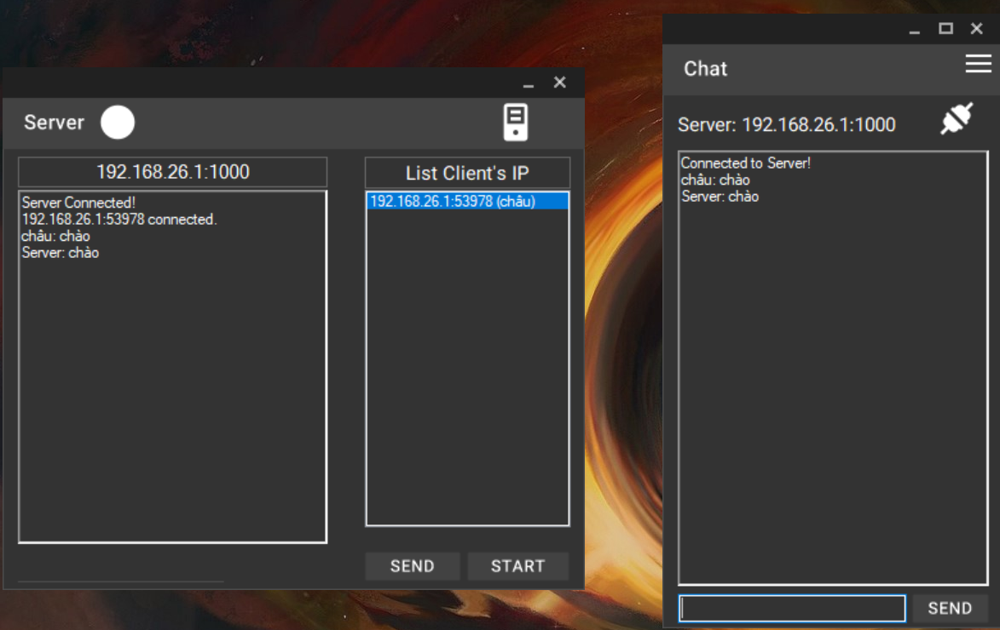 Server
192.168.26.1:1000
Server Connected!
192.168.26.1:53978 connected.
châu: chào
Server: chào
List Client's IP
192.168.26.1:53978 (châu)
SEND
START
Chat
Server: 192.168.26.1:1000
Connected to Server!
châu: chào
Server: chào
SEND